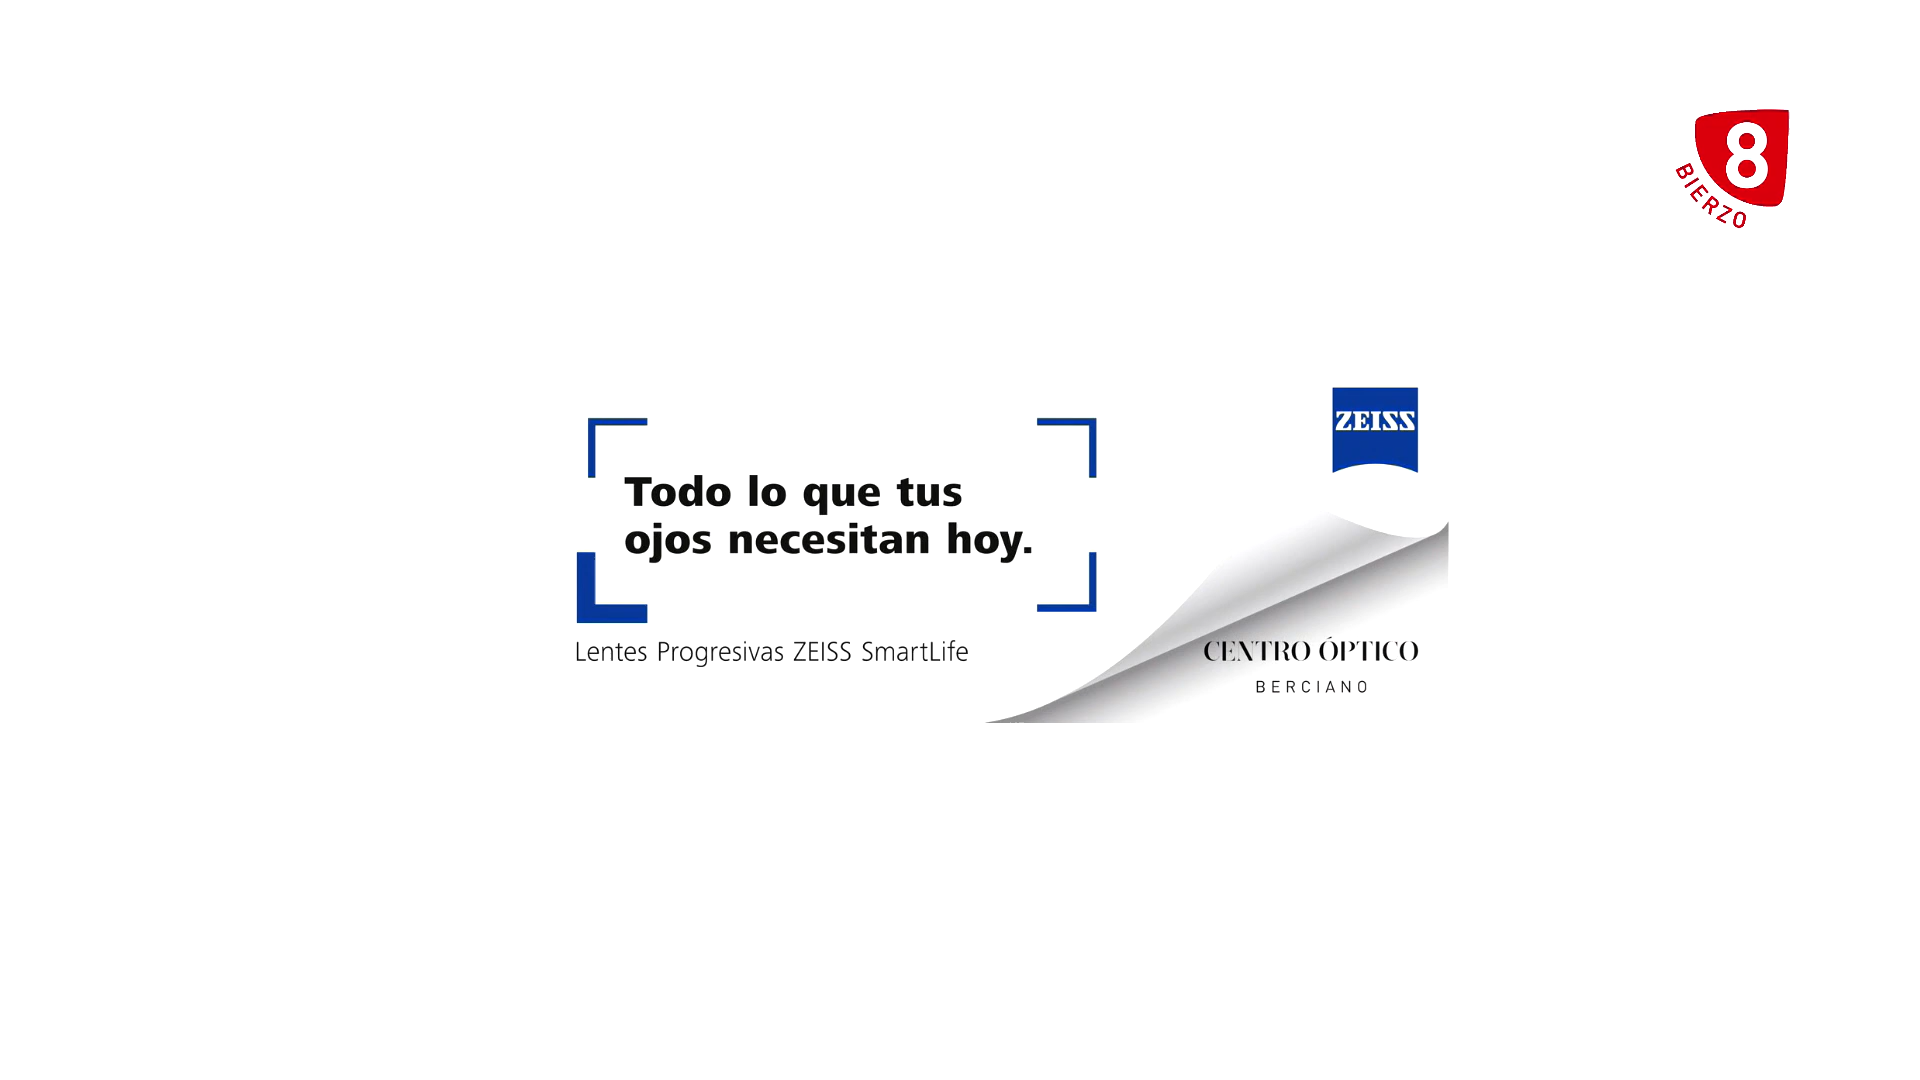 8
BIERZO
ZEISS
Todo lo que tus
ojos necesitan hoy.
Lentes Progresivas ZEISS SmartLife
CENTRO ÓPTICO
BERCIANO